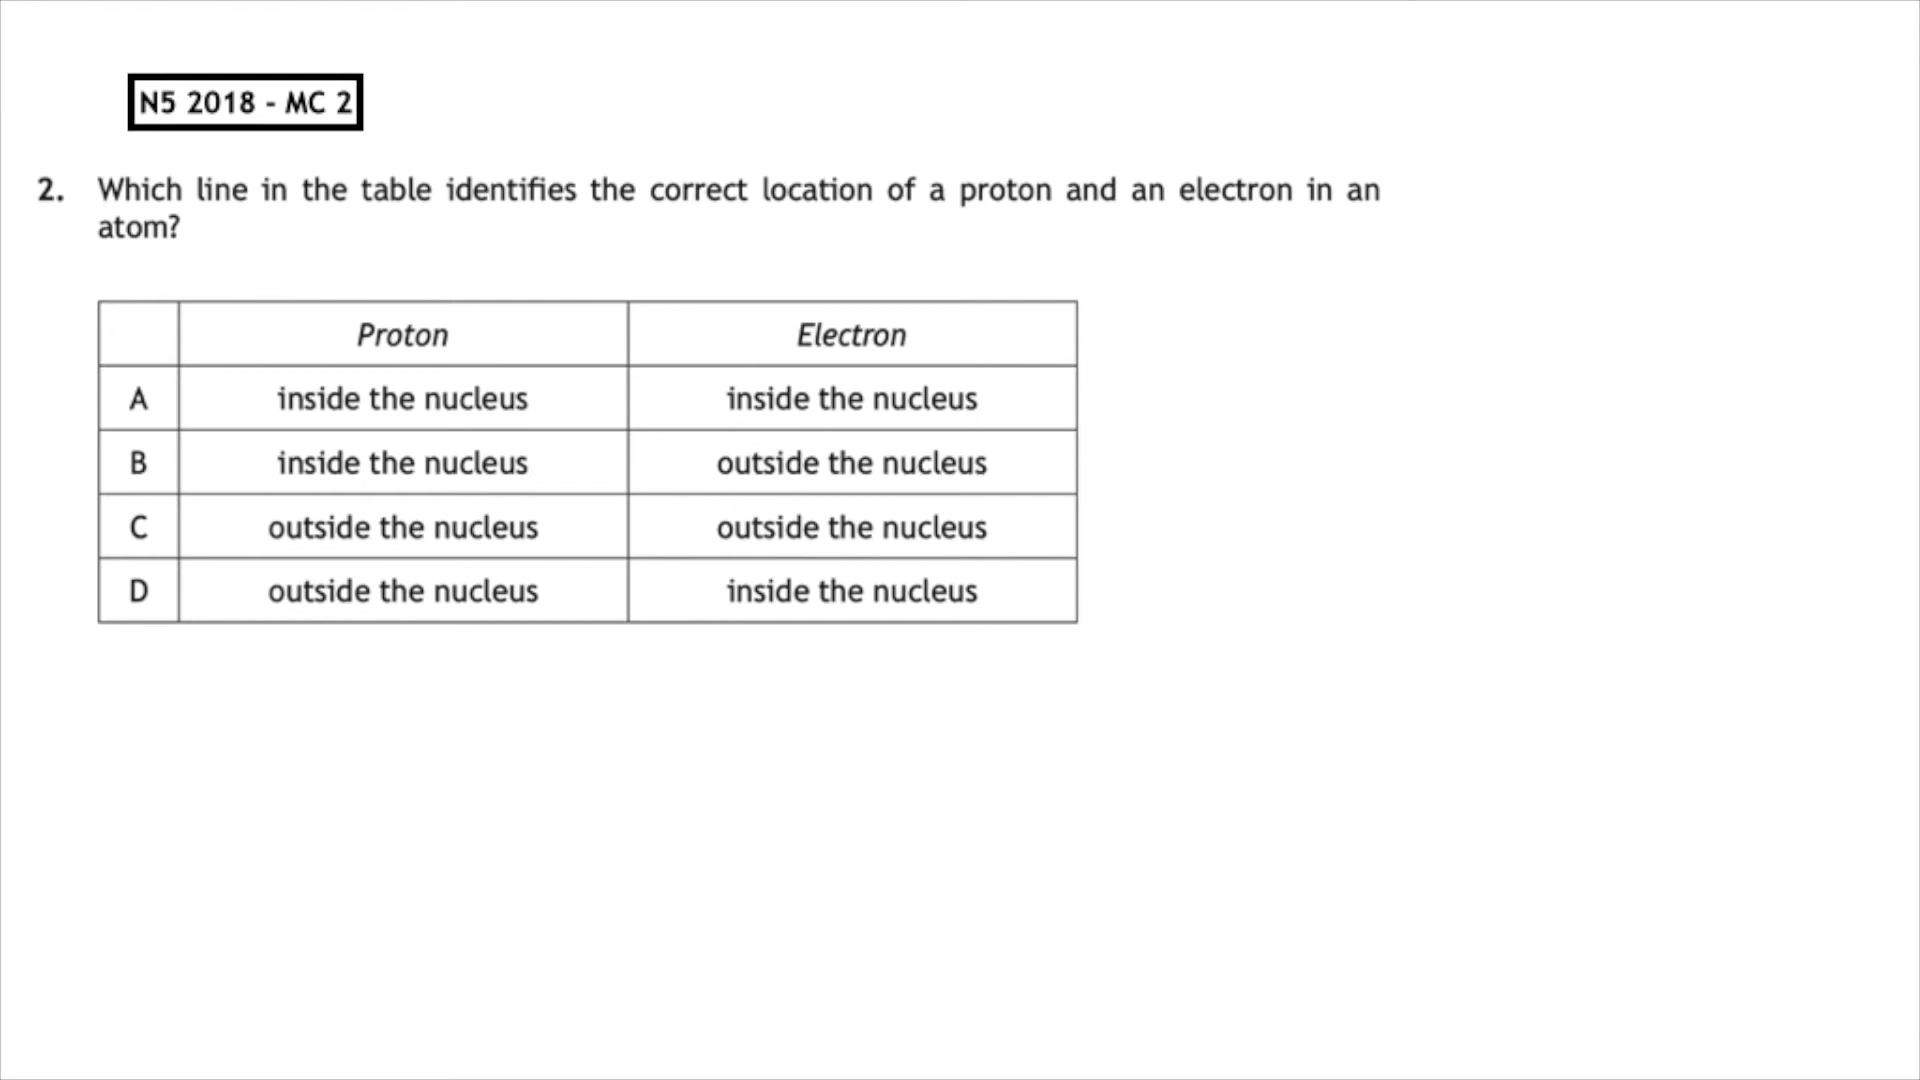 N5 2018 - MC 2
2. Which line in the table identifies the correct location of a proton and an electron in an
atom?
Proton Electron
A inside the nucleus inside the nucleus
B inside the nucleus outside the nucleus
C outside the nucleus outside the nucleus
D outside the nucleus inside the nucleus